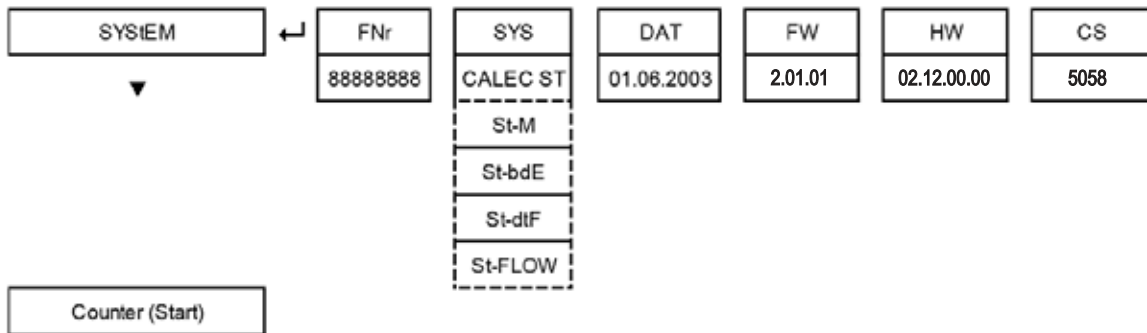 SYStEM FNr SYS DAT FW HW CS
88888888 CALEC ST 01.06.2003 2.01.01 02.12.00.00 5058
St-M
St-bdE
St-dtF
St-FLOW
Counter (Start)